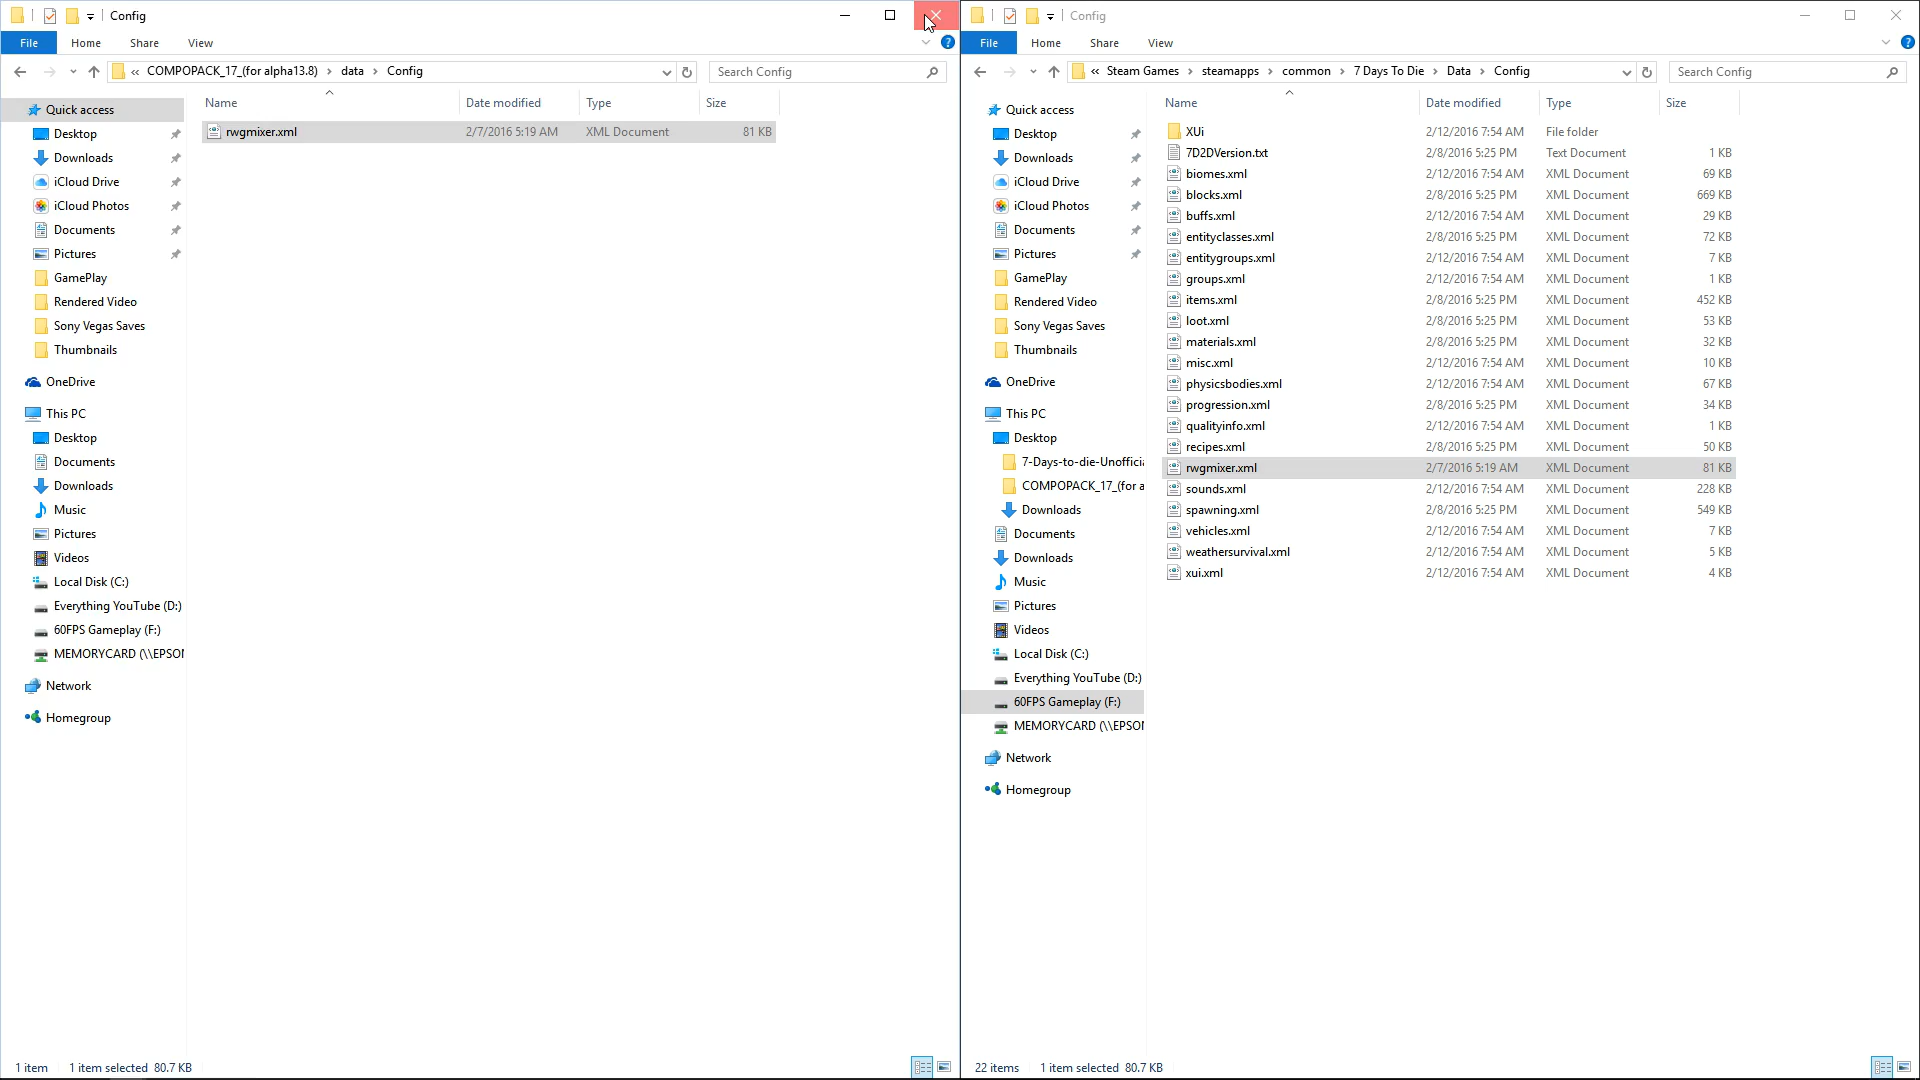 Config
File Home Share View
« COMPOPACK_17_(for alpha13.8) › data › Config
Search Config
Name Date modified Type Size
rwgmixer.xml 2/7/2016 5:19 AM XML Document 81 KB
Quick access
Desktop
Downloads
iCloud Drive
iCloud Photos
Documents
Pictures
GamePlay
Rendered Video
Sony Vegas Saves
Thumbnails
OneDrive
This PC
Desktop
Documents
Downloads
Music
Pictures
Videos
Local Disk (C:)
Everything YouTube (D:)
60FPS Gameplay (F:)
MEMORYCARD (\\EPSON
Network
Homegroup
1 item 1 item selected 80.7 KB
Config
File Home Share View
« Steam Games › steamapps › common › 7 Days To Die › Data › Config
Search Config
Quick access
Desktop
Downloads
iCloud Drive
iCloud Photos
Documents
Pictures
GamePlay
Rendered Video
Sony Vegas Saves
Thumbnails
OneDrive
This PC
Desktop
7-Days-to-die-Unofficia
COMPOPACK_17_(for a
Downloads
Documents
Downloads
Music
Pictures
Videos
Local Disk (C:)
Everything YouTube (D:)
60FPS Gameplay (F:)
MEMORYCARD (\\EPSON
Network
Homegroup
Name Date modified Type Size
XUi 2/12/2016 7:54 AM File folder
7D2DVersion.txt 2/8/2016 5:25 PM Text Document 1 KB
biomes.xml 2/12/2016 7:54 AM XML Document 69 KB
blocks.xml 2/8/2016 5:25 PM XML Document 669 KB
buffs.xml 2/12/2016 7:54 AM XML Document 29 KB
entityclasses.xml 2/8/2016 5:25 PM XML Document 72 KB
entitygroups.xml 2/12/2016 7:54 AM XML Document 7 KB
groups.xml 2/12/2016 7:54 AM XML Document 1 KB
items.xml 2/8/2016 5:25 PM XML Document 452 KB
loot.xml 2/8/2016 5:25 PM XML Document 53 KB
materials.xml 2/8/2016 5:25 PM XML Document 32 KB
misc.xml 2/12/2016 7:54 AM XML Document 10 KB
physicsbodies.xml 2/12/2016 7:54 AM XML Document 67 KB
progression.xml 2/8/2016 5:25 PM XML Document 34 KB
qualityinfo.xml 2/12/2016 7:54 AM XML Document 1 KB
recipes.xml 2/8/2016 5:25 PM XML Document 50 KB
rwgmixer.xml 2/7/2016 5:19 AM XML Document 81 KB
sounds.xml 2/12/2016 7:54 AM XML Document 228 KB
spawning.xml 2/8/2016 5:25 PM XML Document 549 KB
vehicles.xml 2/12/2016 7:54 AM XML Document 7 KB
weathersurvival.xml 2/12/2016 7:54 AM XML Document 5 KB
xui.xml 2/12/2016 7:54 AM XML Document 4 KB
22 items 1 item selected 80.7 KB